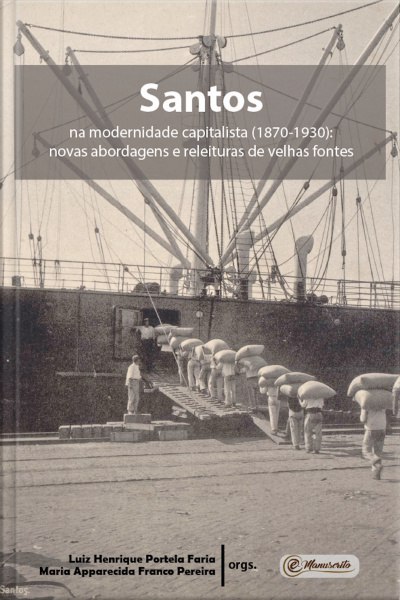 Santos
na modernidade capitalista (1870-1930):
novas abordagens e releituras de velhas fontes
Luiz Henrique Portela Faria
Maria Apparecida Franco Pereira
orgs.
e Manuscrito
Santos.